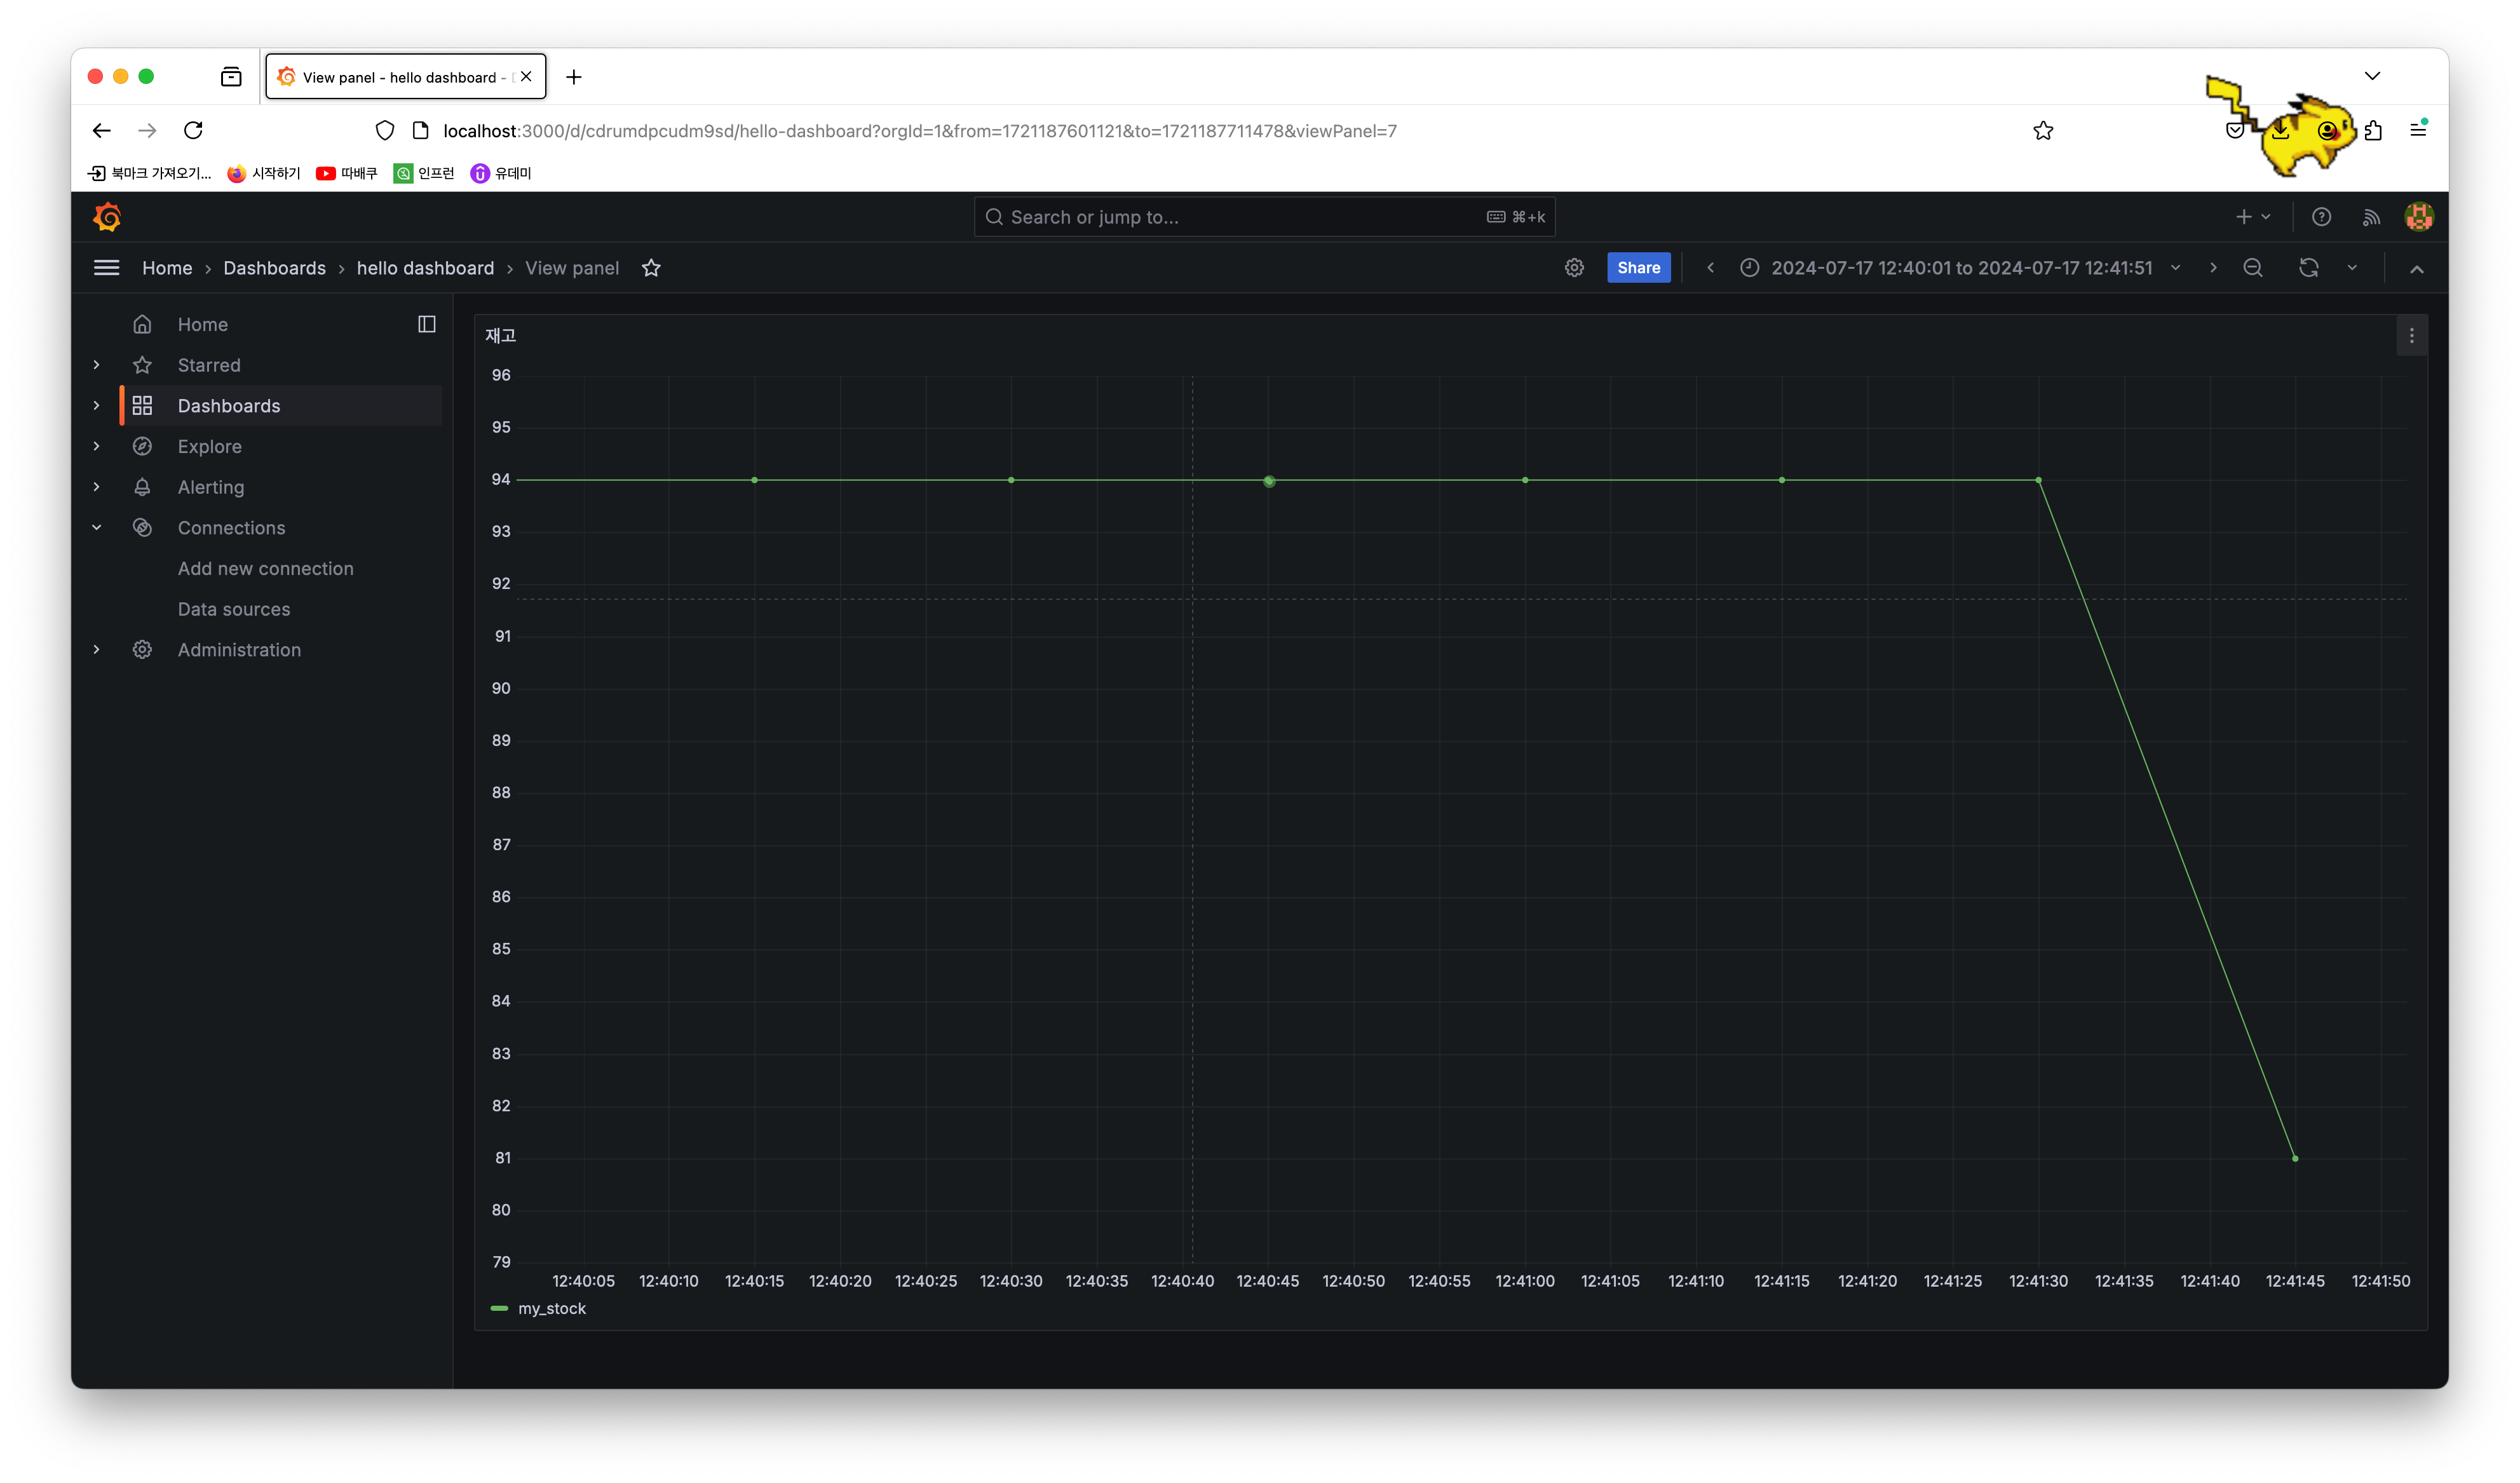 View panel - hello dashboard -
localhost:3000/d/cdrumdpcudm9sd/hello-dashboard?orgId=1&from=1721187601121&to=1721187711478&viewPanel=7
북마크 가져오기... 시작하기 따배쿠 인프런 유데미
Search or jump to... ⌘+k
Home › Dashboards › hello dashboard › View panel Share 2024-07-17 12:40:01 to 2024-07-17 12:41:51
Home
Starred
Dashboards
Explore
Alerting
Connections
Add new connection
Data sources
Administration
재고
96
95
94
93
92
91
90
89
88
87
86
85
84
83
82
81
80
79
12:40:05 12:40:10 12:40:15 12:40:20 12:40:25 12:40:30 12:40:35 12:40:40 12:40:45 12:40:50 12:40:55 12:41:00 12:41:05 12:41:10 12:41:15 12:41:20 12:41:25 12:41:30 12:41:35 12:41:40 12:41:45 12:41:50
my_stock